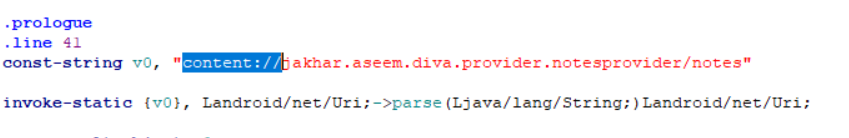 .prologue
.line 41
const-string v0, "content://jakhar.aseem.diva.provider.notesprovider/notes"
invoke-static {v0}, Landroid/net/Uri;->parse(Ljava/lang/String;)Landroid/net/Uri;